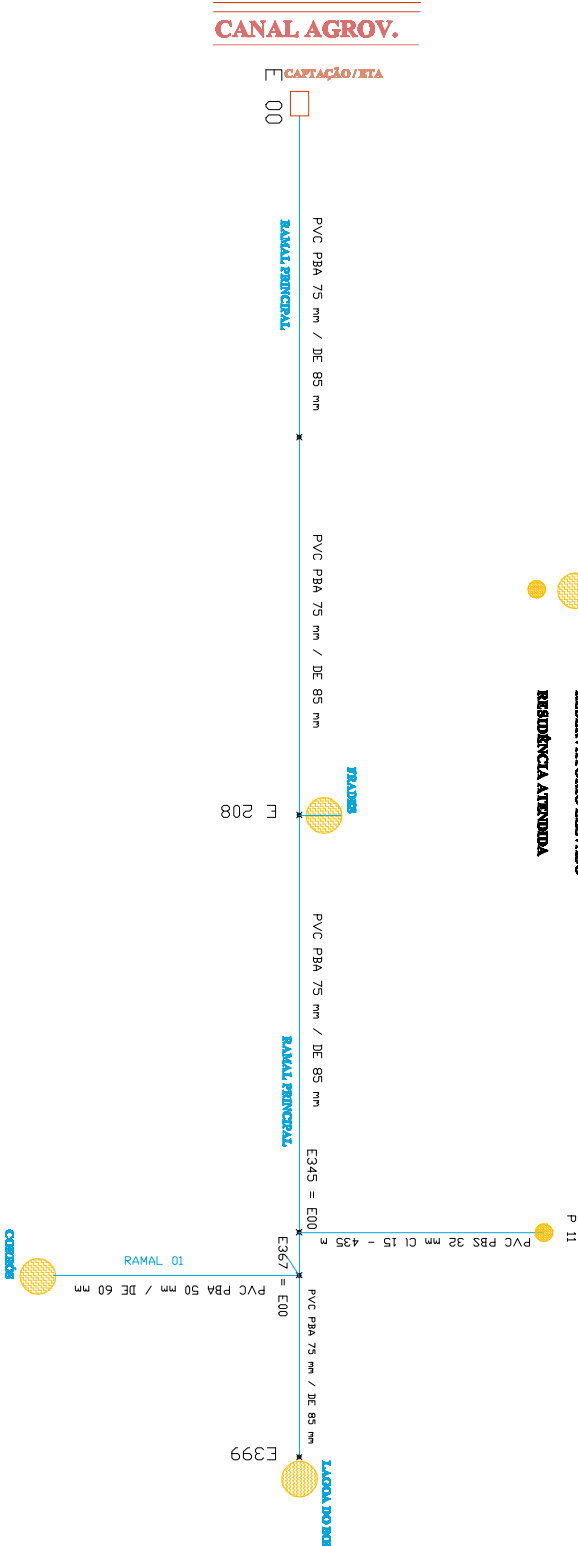 CANAL AGROV.
CAPTAÇÃO / ETA
E 00
PVC PBA 75 mm / DE 85 mm
RAMAL PRINCIPAL
PVC PBA 75 mm / DE 85 mm
RESIDÊNCIA ATENDIDA
FRADES
E 208
PVC PBA 75 mm / DE 85 mm
RAMAL PRINCIPAL
E345 = E00
P 11
PVC PBS 32 mm CL 15 - 435 m
E367 = E00
RAMAL 01
PVC PBA 50 mm / DE 60 mm
PVC PBA 75 mm / DE 85 mm
E399
LAGOA DO